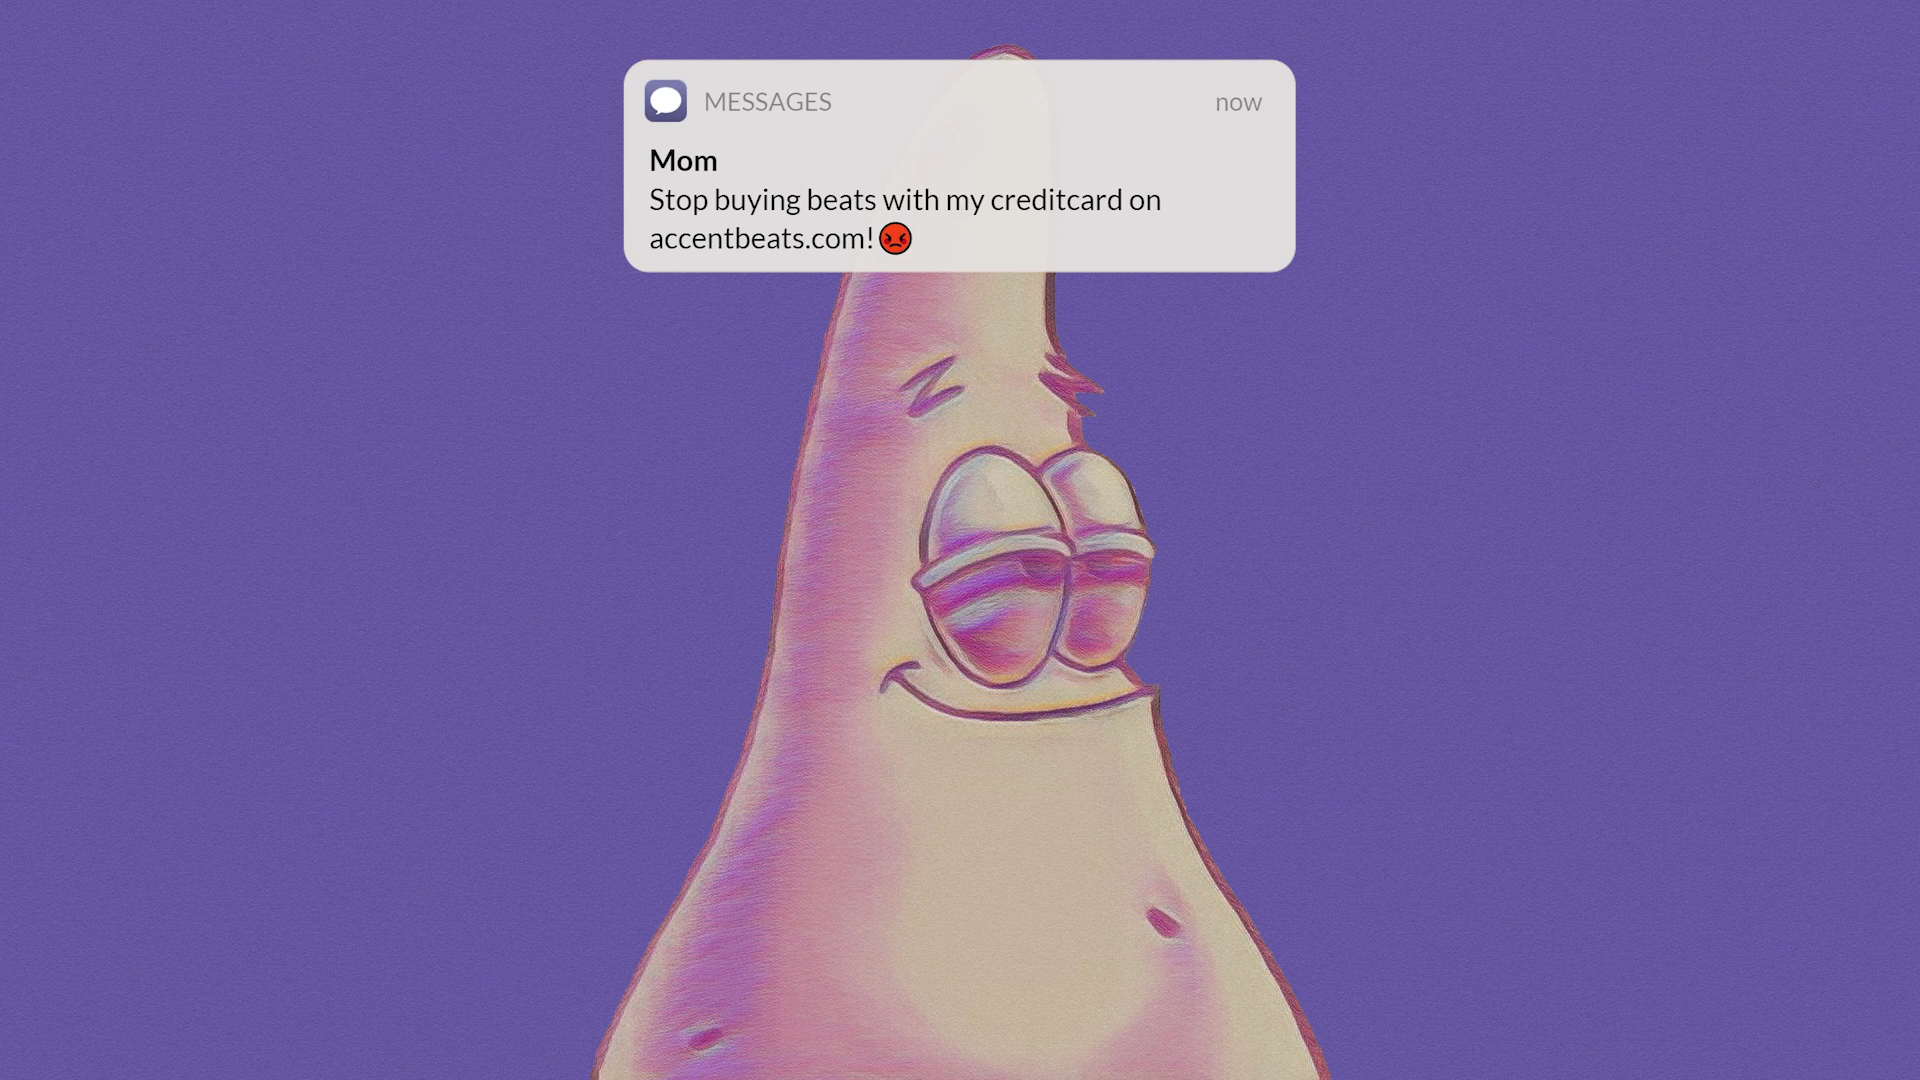 MESSAGES now
Mom
Stop buying beats with my creditcard on
accentbeats.com!😡